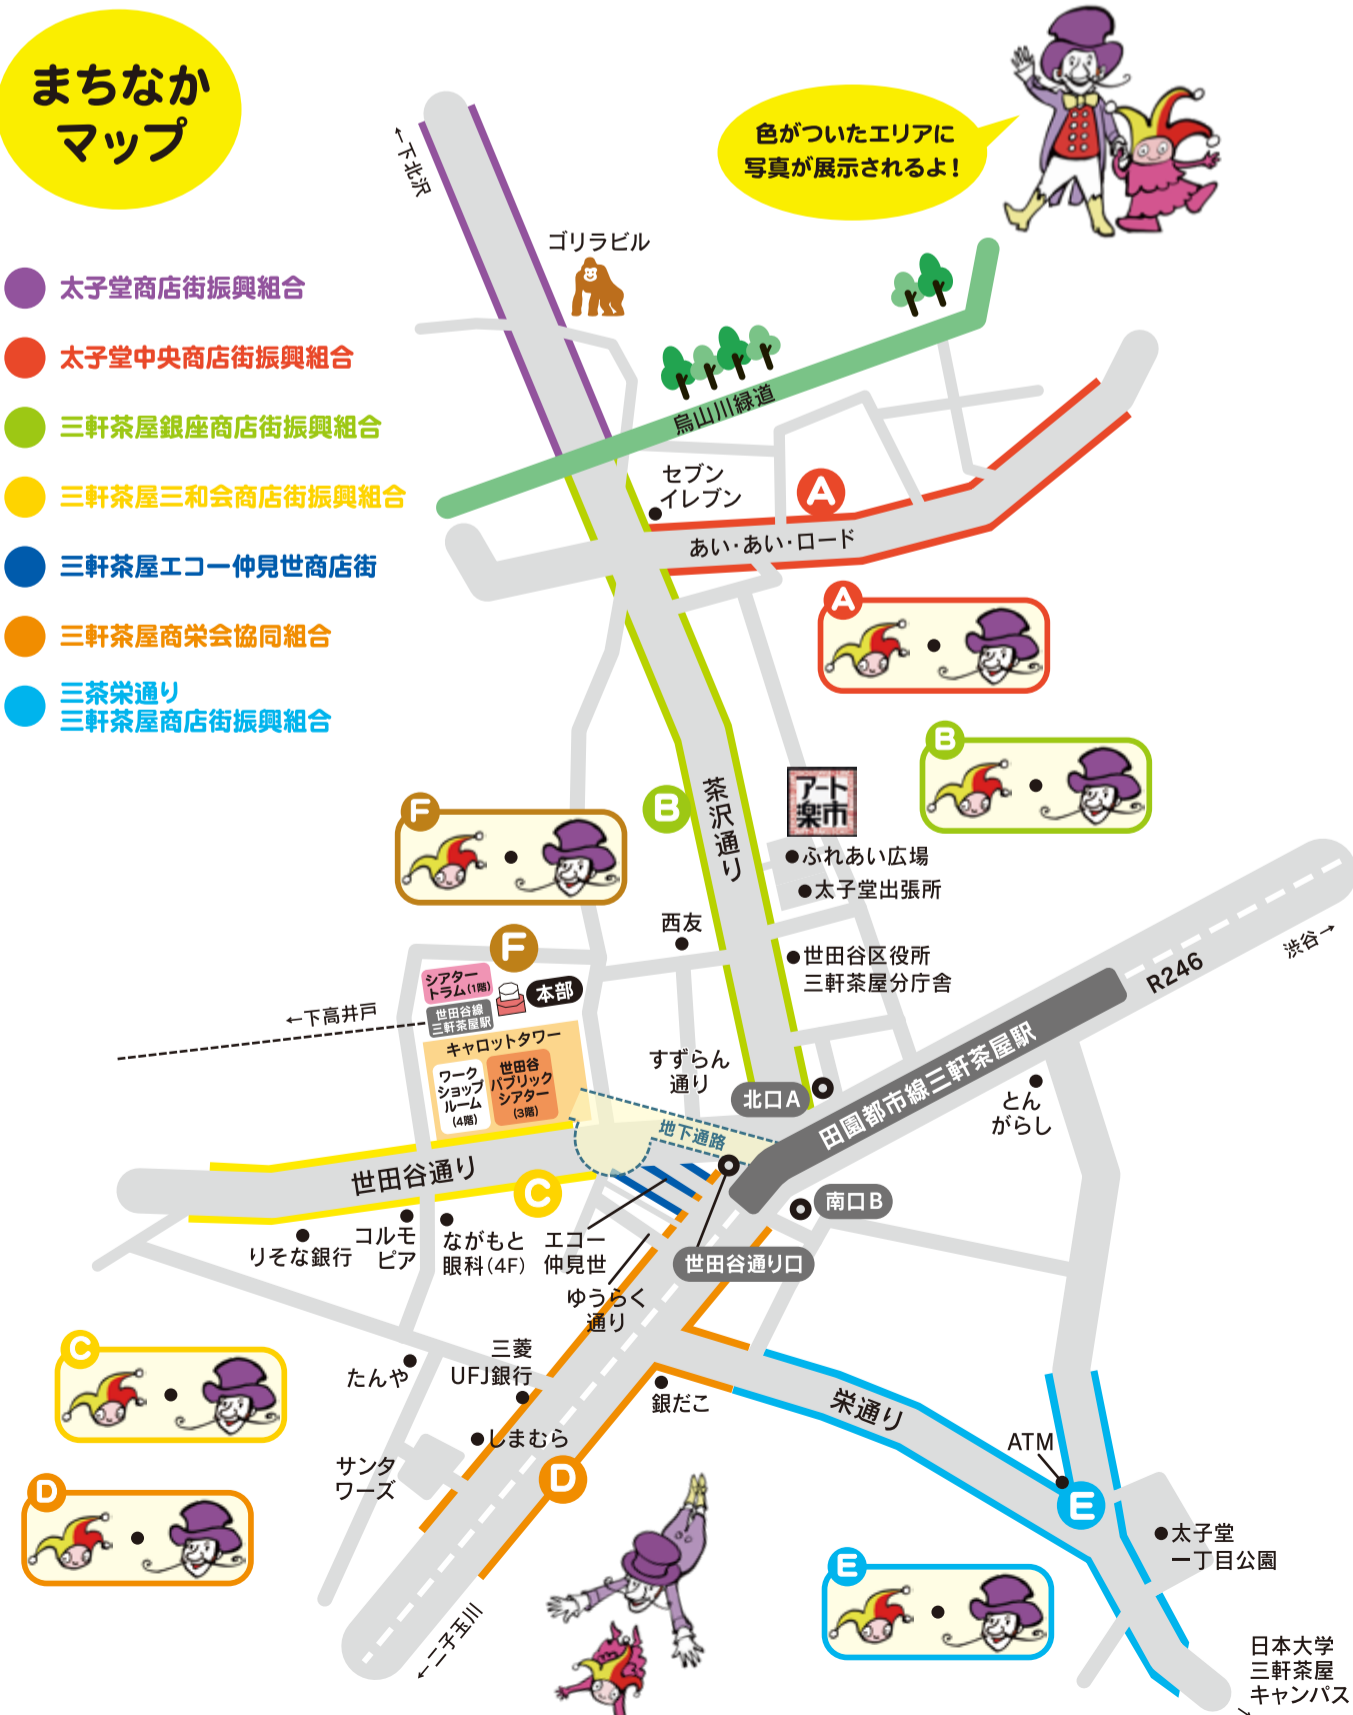 まちなか
マップ
色がついたエリアに
写真が展示されるよ！
太子堂商店街振興組合
太子堂中央商店街振興組合
三軒茶屋銀座商店街振興組合
三軒茶屋三和会商店街振興組合
三軒茶屋エコー仲見世商店街
三軒茶屋商栄会協同組合
三茶栄通り
三軒茶屋商店街振興組合
←下北沢
ゴリラビル
烏山川緑道
セブン
イレブン
A
あい・あい・ロード
A
B
B
茶沢通り
アート
楽市
ふれあい広場
太子堂出張所
F
F
西友
世田谷区役所
三軒茶屋分庁舎
渋谷→
R246
シアター
トラム(1階)
本部
世田谷線
三軒茶屋駅
←下高井戸
キャロットタワー
ワーク
ショップ
ルーム
(4階)
世田谷
パブリック
シアター
(3階)
すずらん
通り
北口A
田園都市線三軒茶屋駅
とん
がらし
地下通路
世田谷通り
C
南口B
りそな銀行
コルモ
ピア
ながもと
眼科(4F)
エコー
仲見世
世田谷通り口
ゆうらく
通り
C
三菱
UFJ銀行
たんや
銀だこ
栄通り
しまむら
ATM
サンタ
ワーズ
D
D
E
太子堂
一丁目公園
E
←二子玉川
日本大学
三軒茶屋
キャンパス
→